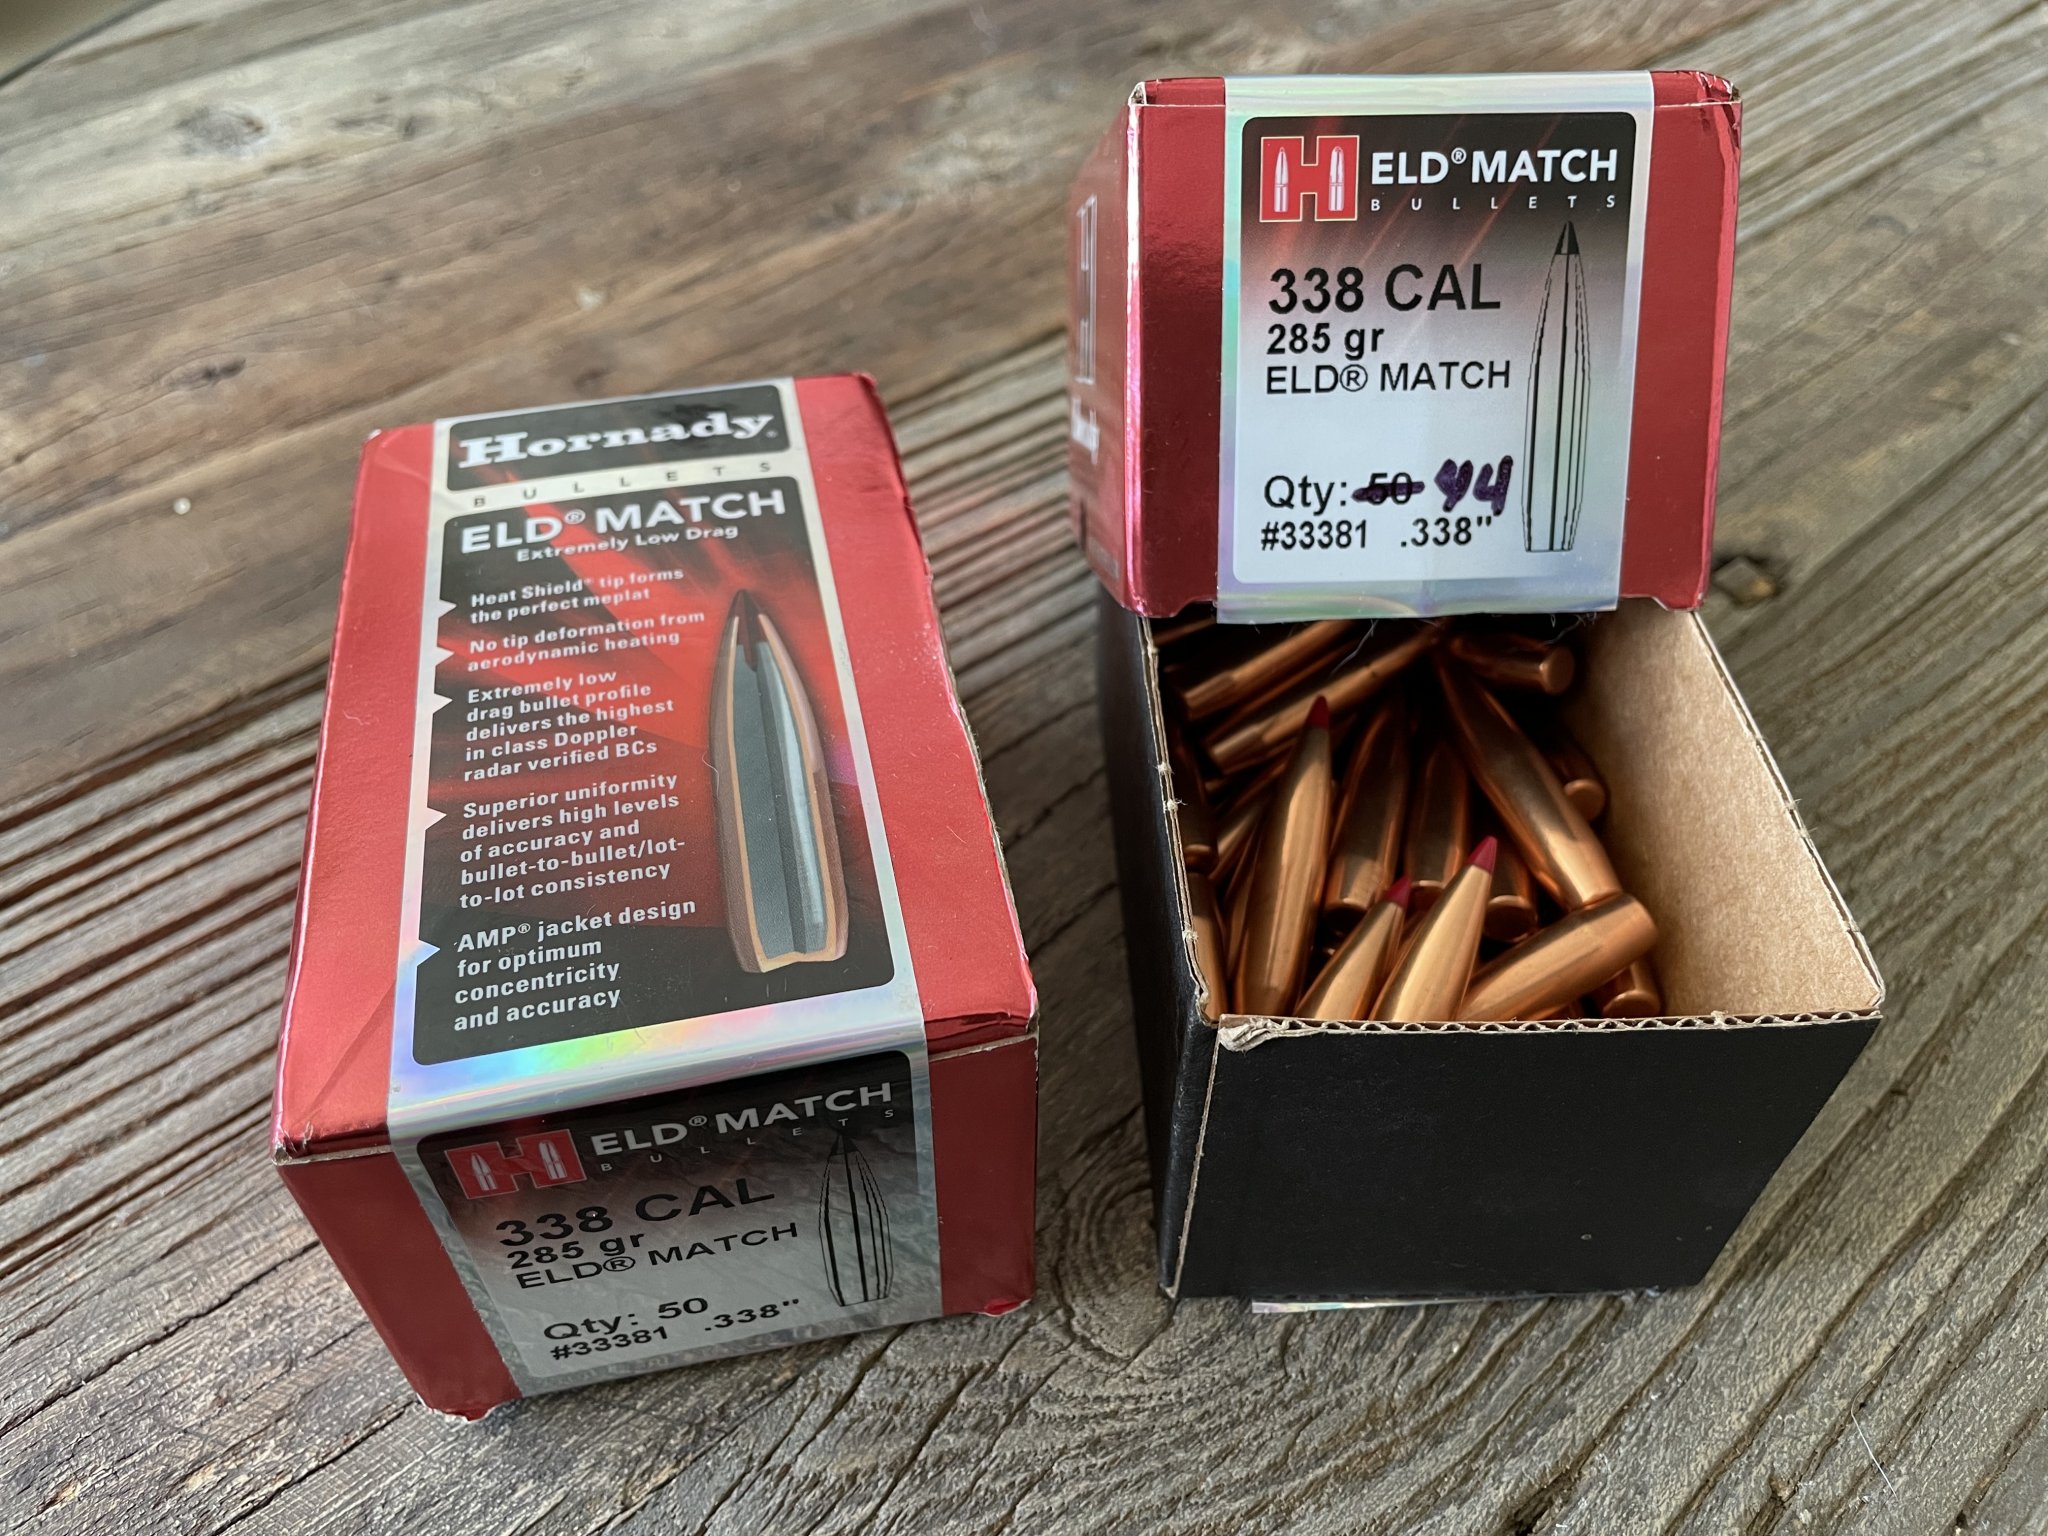 Hornady
BULLETS
ELD® MATCH
Extremely Low Drag
Heat Shield® tip forms
the perfect meplat
No tip deformation from
aerodynamic heating
Extremely low
drag bullet profile
delivers the highest
in class Doppler
radar verified BCs
Superior uniformity
delivers high levels
of accuracy and
bullet-to-bullet/lot-
to-lot consistency
AMP® jacket design
for optimum
concentricity
and accuracy
H ELD® MATCH
BULLETS
338 CAL
285 gr
ELD® MATCH
Qty: 50
#33381 .338"
H ELD® MATCH
BULLETS
338 CAL
285 gr
ELD® MATCH
Qty: 50 44
#33381 .338"